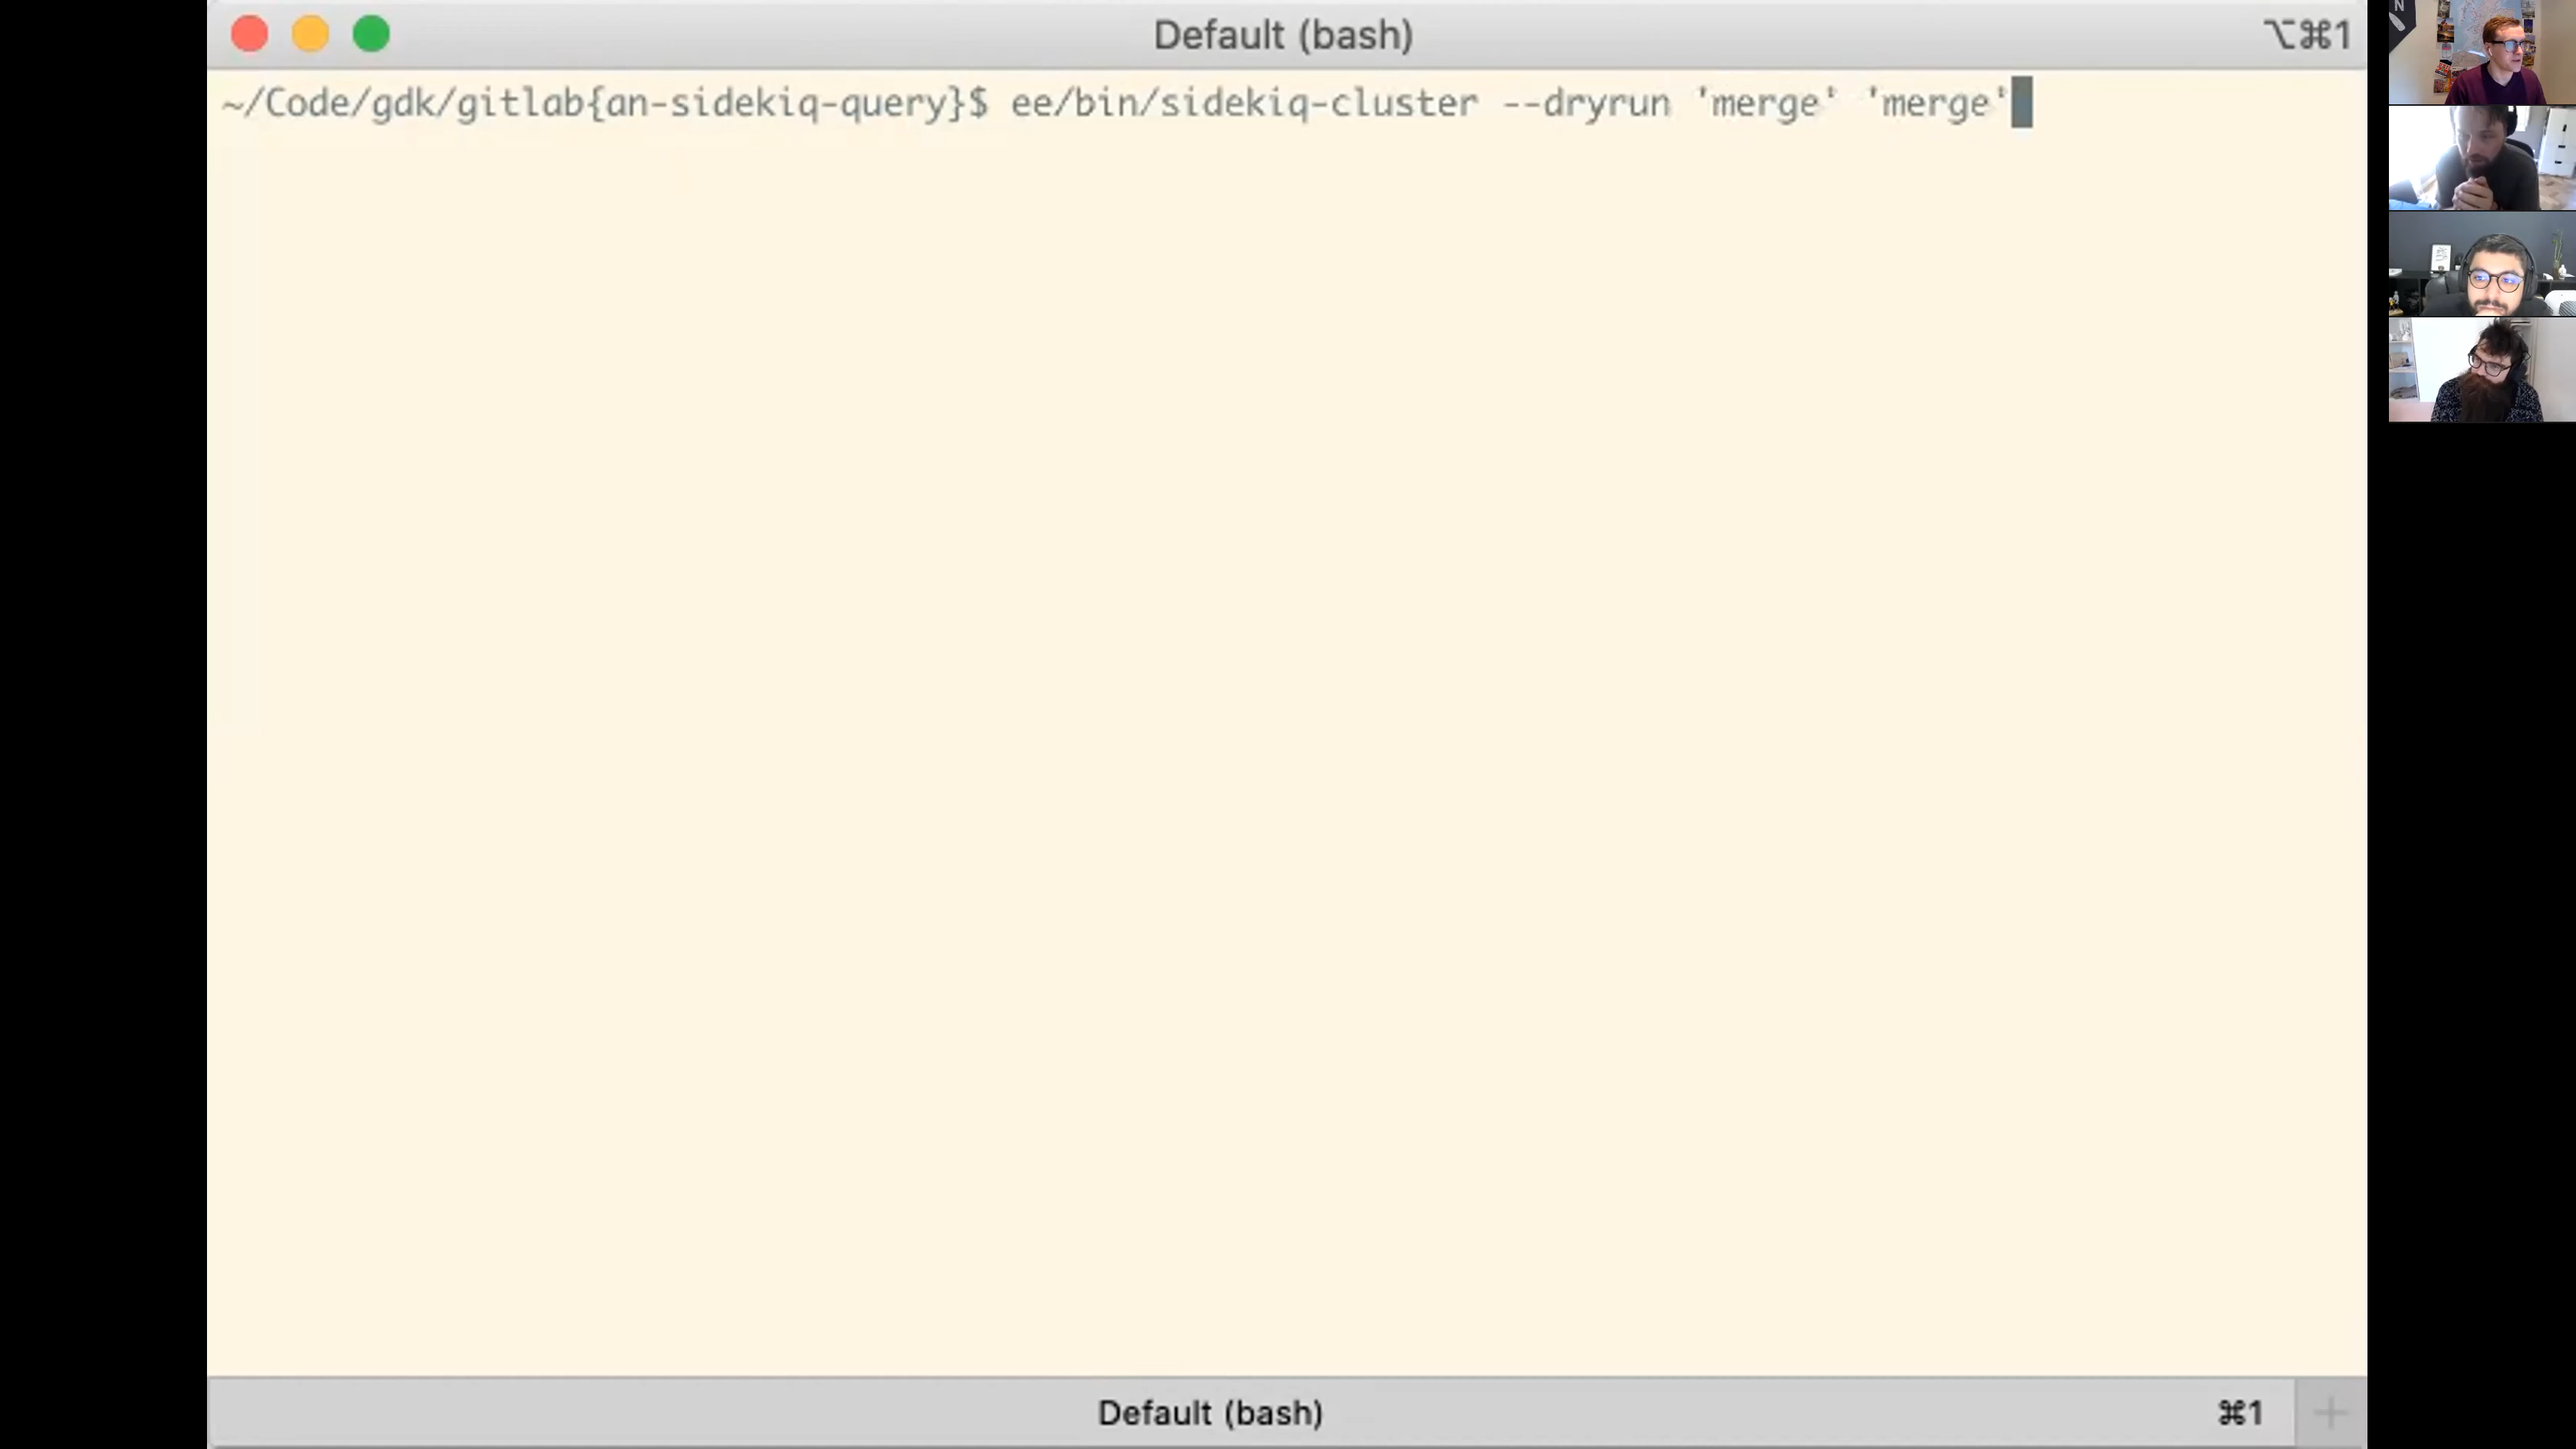 Default (bash)
⌥⌘1
~/Code/gdk/gitlab{an-sidekiq-query}$ ee/bin/sidekiq-cluster --dryrun 'merge' 'merge'
Default (bash)
⌘1
N